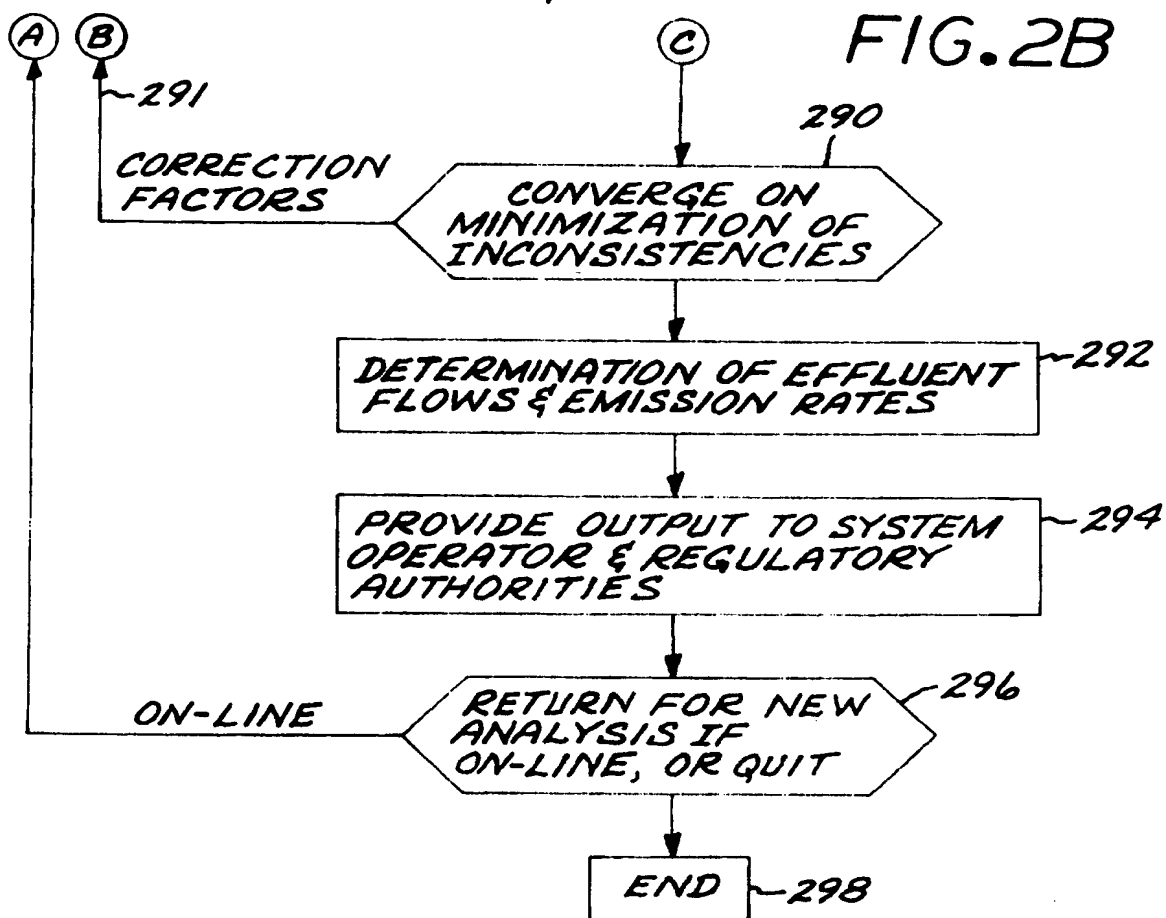 A B C FIG.2B
291
290
CORRECTION
FACTORS
CONVERGE ON
MINIMIZATION OF
INCONSISTENCIES
292
DETERMINATION OF EFFLUENT
FLOWS & EMISSION RATES
294
PROVIDE OUTPUT TO SYSTEM
OPERATOR & REGULATORY
AUTHORITIES
296
ON-LINE
RETURN FOR NEW
ANALYSIS IF
ON-LINE, OR QUIT
END 298